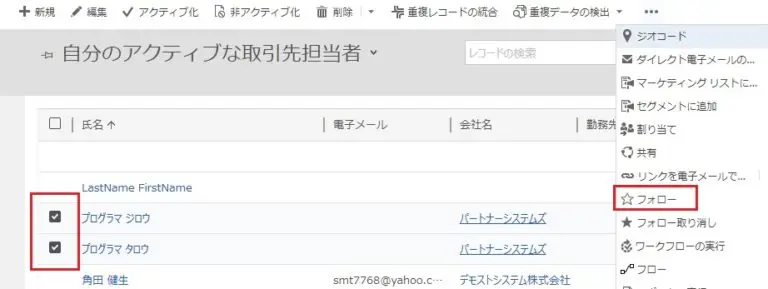 新規 編集 アクティブ化 非アクティブ化 削除 重複レコードの統合 重複データの検出
自分のアクティブな取引先担当者
レコードの検索
氏名 電子メール 会社名 勤務先
LastName FirstName
プログラマ ジロウ パートナーシステムズ
プログラマ タロウ パートナーシステムズ
角田 健生 smt7768@yahoo.c… デモストシステム株式会社
ジオコード
ダイレクト電子メールの...
マーケティング リストに...
セグメントに追加
割り当て
共有
リンクを電子メールで...
フォロー
フォロー取り消し
ワークフローの実行
フロー